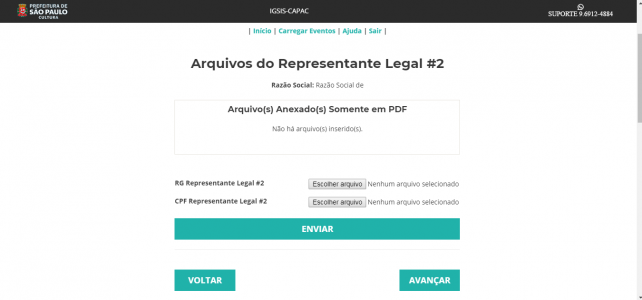 PREFEITURA DE
SÃO PAULO
CULTURA
IGSIS-CAPAC
SUPORTE 9.6912-4884
| Início | Carregar Eventos | Ajuda | Sair |
Arquivos do Representante Legal #2
Razão Social: Razão Social de
Arquivo(s) Anexado(s) Somente em PDF
Não há arquivo(s) inserido(s).
RG Representante Legal #2 Escolher arquivo Nenhum arquivo selecionado
CPF Representante Legal #2 Escolher arquivo Nenhum arquivo selecionado
ENVIAR
VOLTAR AVANÇAR